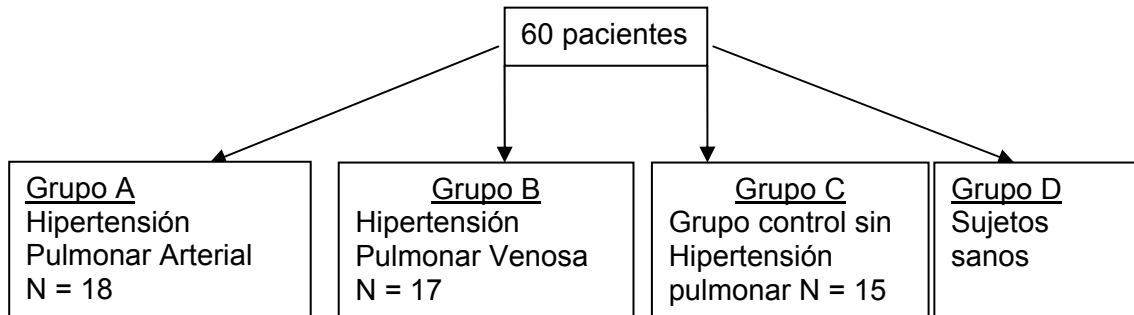 60 pacientes
Grupo A
Hipertensión
Pulmonar Arterial
N = 18
Grupo B
Hipertensión
Pulmonar Venosa
N = 17
Grupo C
Grupo control sin
Hipertensión
pulmonar N = 15
Grupo D
Sujetos
sanos